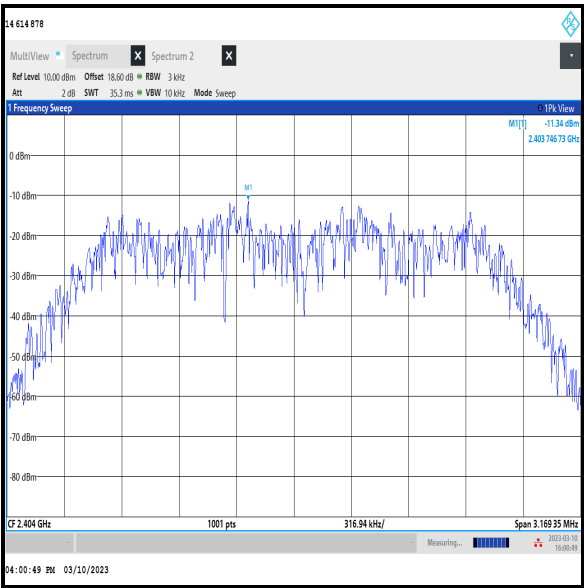 14 614 878
MultiView Spectrum X Spectrum 2 X
Ref Level 10.00 dBm Offset 18.60 dB RBW 3 kHz
Att 2 dB SWT 35.3 ms VBW 10 kHz Mode Sweep
1 Frequency Sweep 1Pk View
M1[1] -11.34 dBm
2.403 746 73 GHz
0 dBm
M1
-10 dBm
-20 dBm
-30 dBm
-40 dBm
-50 dBm
-60 dBm
-70 dBm
-80 dBm
CF 2.404 GHz 1001 pts 316.94 kHz/ Span 3.169 35 MHz
Measuring... 2023-03-10
16:00:49
04:00:49 PM 03/10/2023